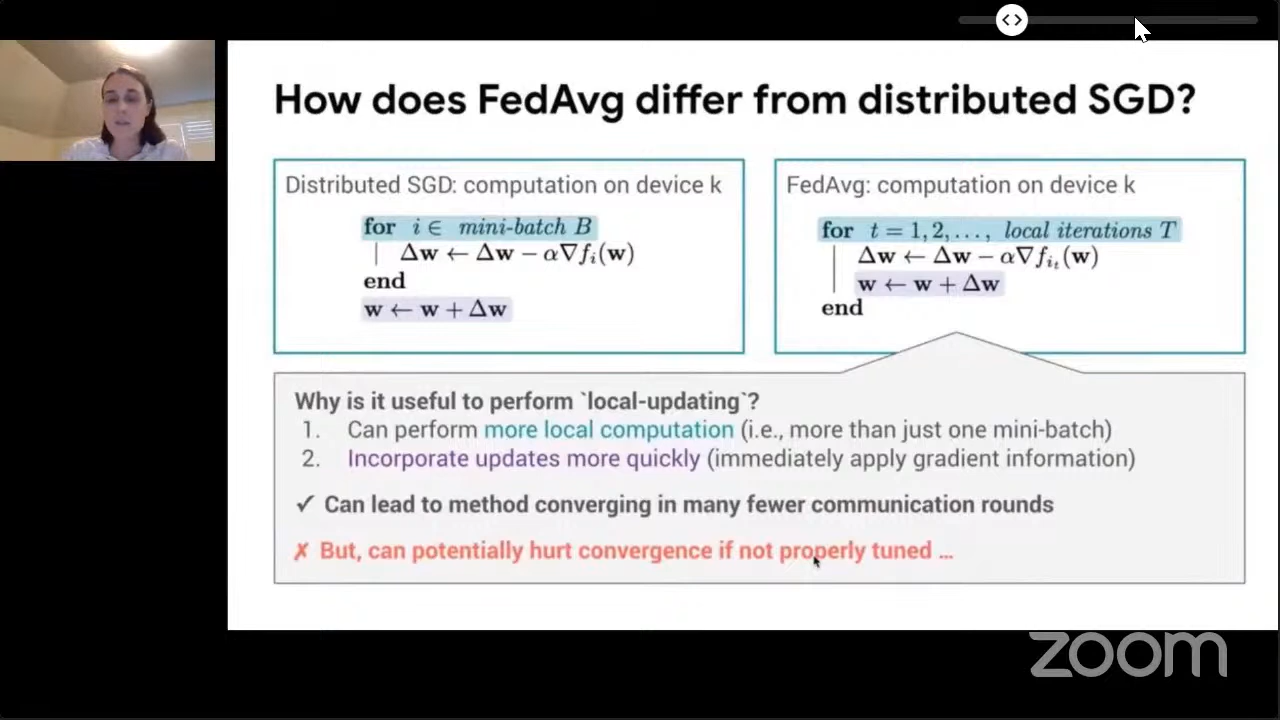 How does FedAvg differ from distributed SGD?
Distributed SGD: computation on device k
for i ∈ mini-batch B
Δw ← Δw − α∇fᵢ(w)
end
w ← w + Δw
FedAvg: computation on device k
for t = 1, 2, . . . , local iterations T
Δw ← Δw − α∇f_{i_t}(w)
w ← w + Δw
end
Why is it useful to perform `local-updating`?
1. Can perform more local computation (i.e., more than just one mini-batch)
2. Incorporate updates more quickly (immediately apply gradient information)
✓ Can lead to method converging in many fewer communication rounds
✗ But, can potentially hurt convergence if not properly tuned ...
zoom